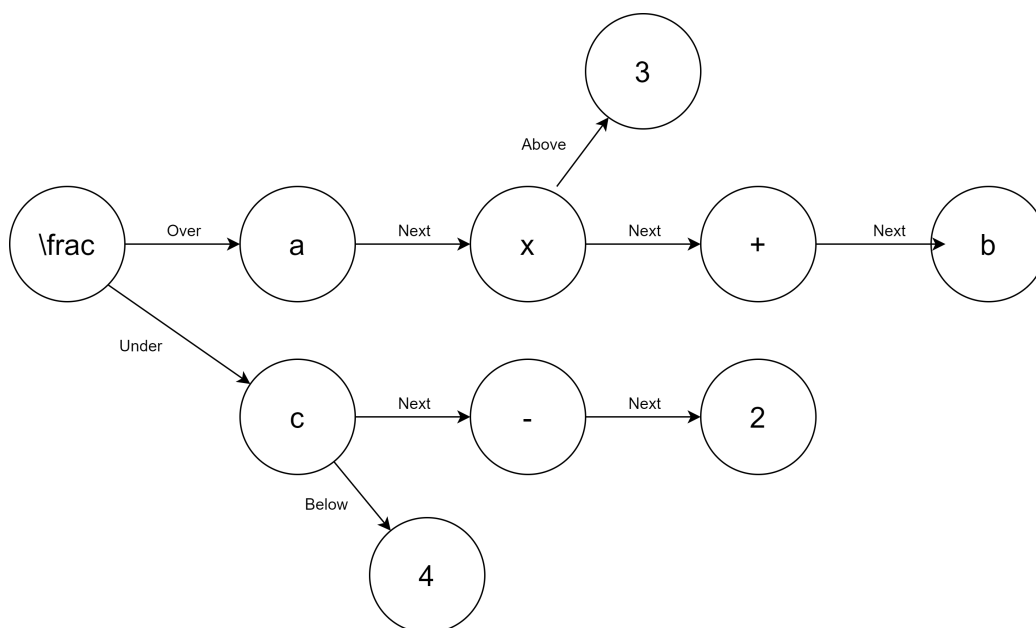 3
Above
\frac Over a Next x Next + Next b
Under
c Next - Next 2
Below
4